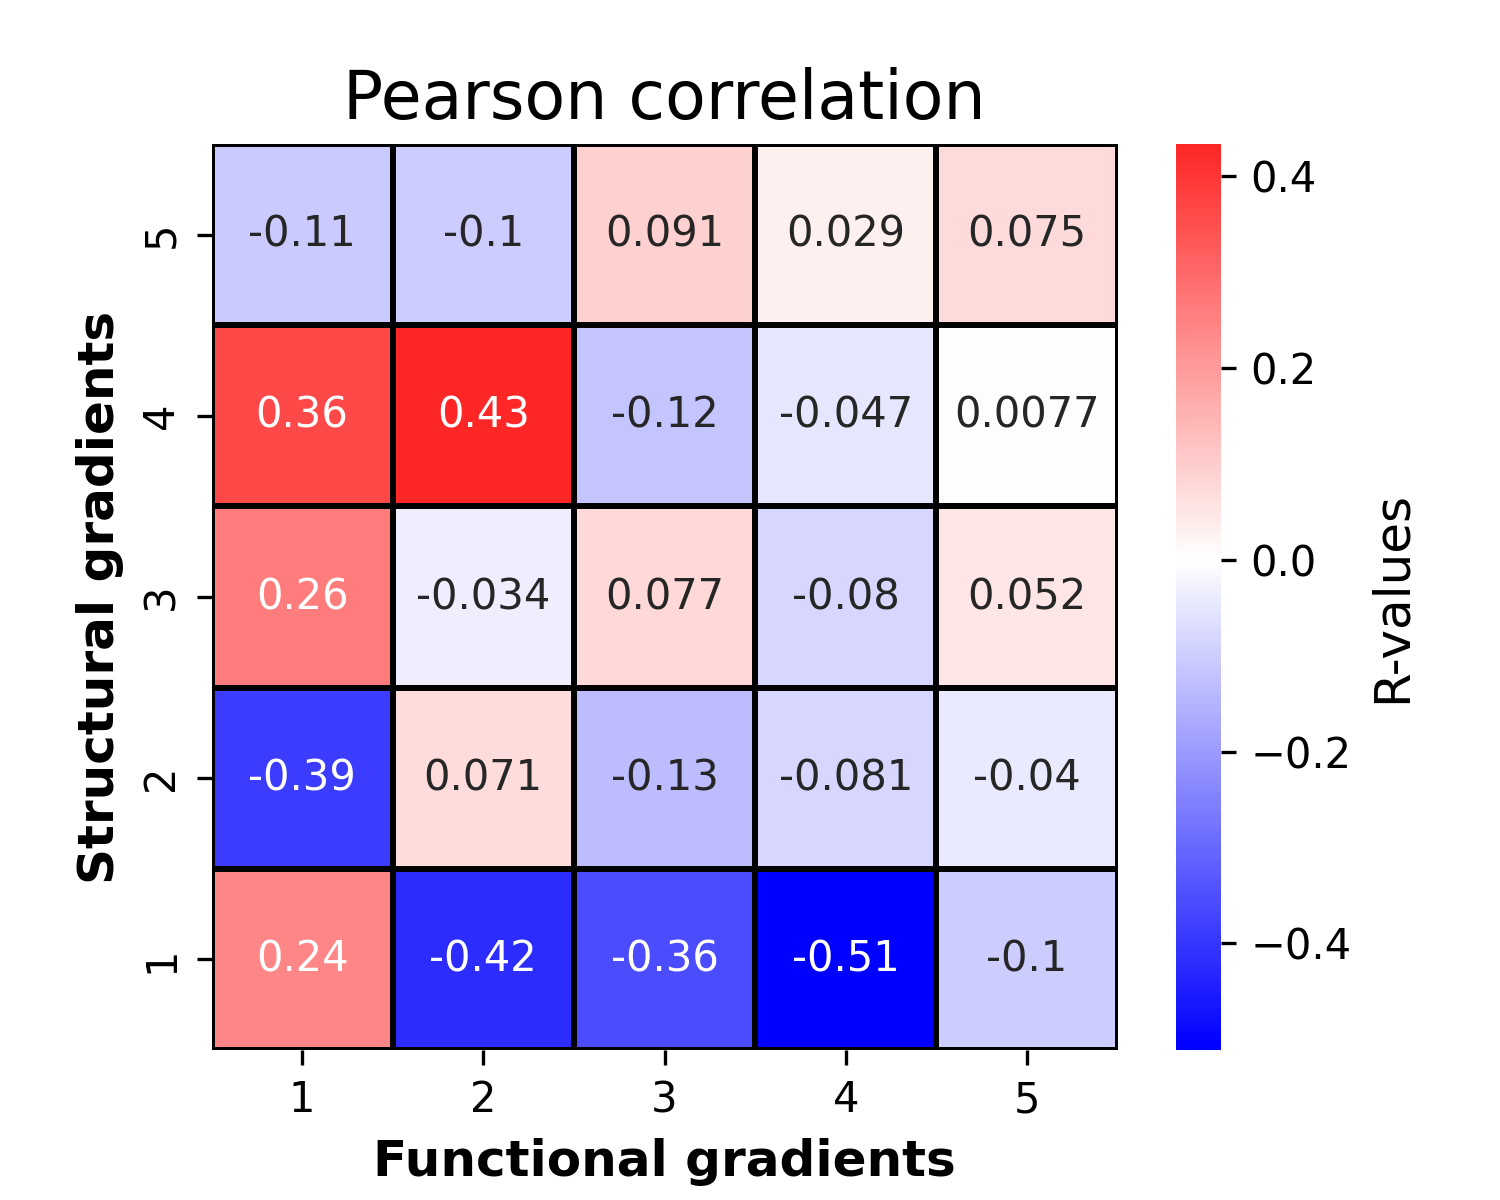 Pearson correlation
Structural gradients
5
-0.11 -0.1 0.091 0.029 0.075
4
0.36 0.43 -0.12 -0.047 0.0077
3
0.26 -0.034 0.077 -0.08 0.052
2
-0.39 0.071 -0.13 -0.081 -0.04
1
0.24 -0.42 -0.36 -0.51 -0.1
1 2 3 4 5
Functional gradients
0.4
0.2
0.0
−0.2
−0.4
R-values